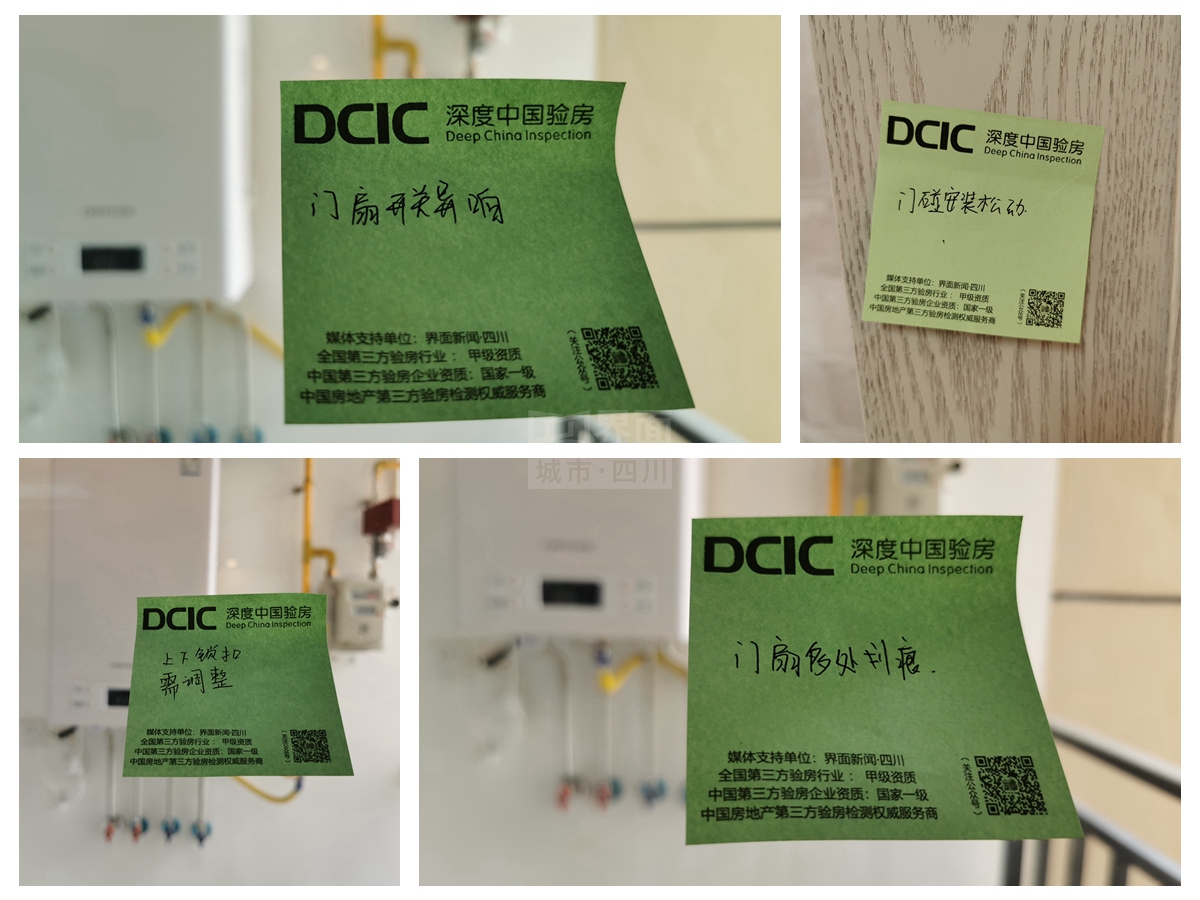 DCIC 深度中国验房
Deep China Inspection
门扇开关异响
媒体支持单位：界面新闻·四川
全国第三方验房行业： 甲级资质
中国第三方验房企业资质：国家一级
中国房地产第三方验房检测权威服务商
（关注公众号）
DCIC 深度中国验房
Deep China Inspection
门碰安装松动.
媒体支持单位：界面新闻·四川
全国第三方验房行业： 甲级资质
中国第三方验房企业资质：国家一级
中国房地产第三方验房检测权威服务商
（关注公众号）
界面
城市·四川
DCIC 深度中国验房
Deep China Inspection
上下锁扣
需调整
媒体支持单位：界面新闻·四川
全国第三方验房行业： 甲级资质
中国第三方验房企业资质：国家一级
中国房地产第三方验房检测权威服务商
（关注公众号）
DCIC 深度中国验房
Deep China Inspection
门扇多处划痕.
媒体支持单位：界面新闻·四川
全国第三方验房行业： 甲级资质
中国第三方验房企业资质：国家一级
中国房地产第三方验房检测权威服务商
（关注公众号）